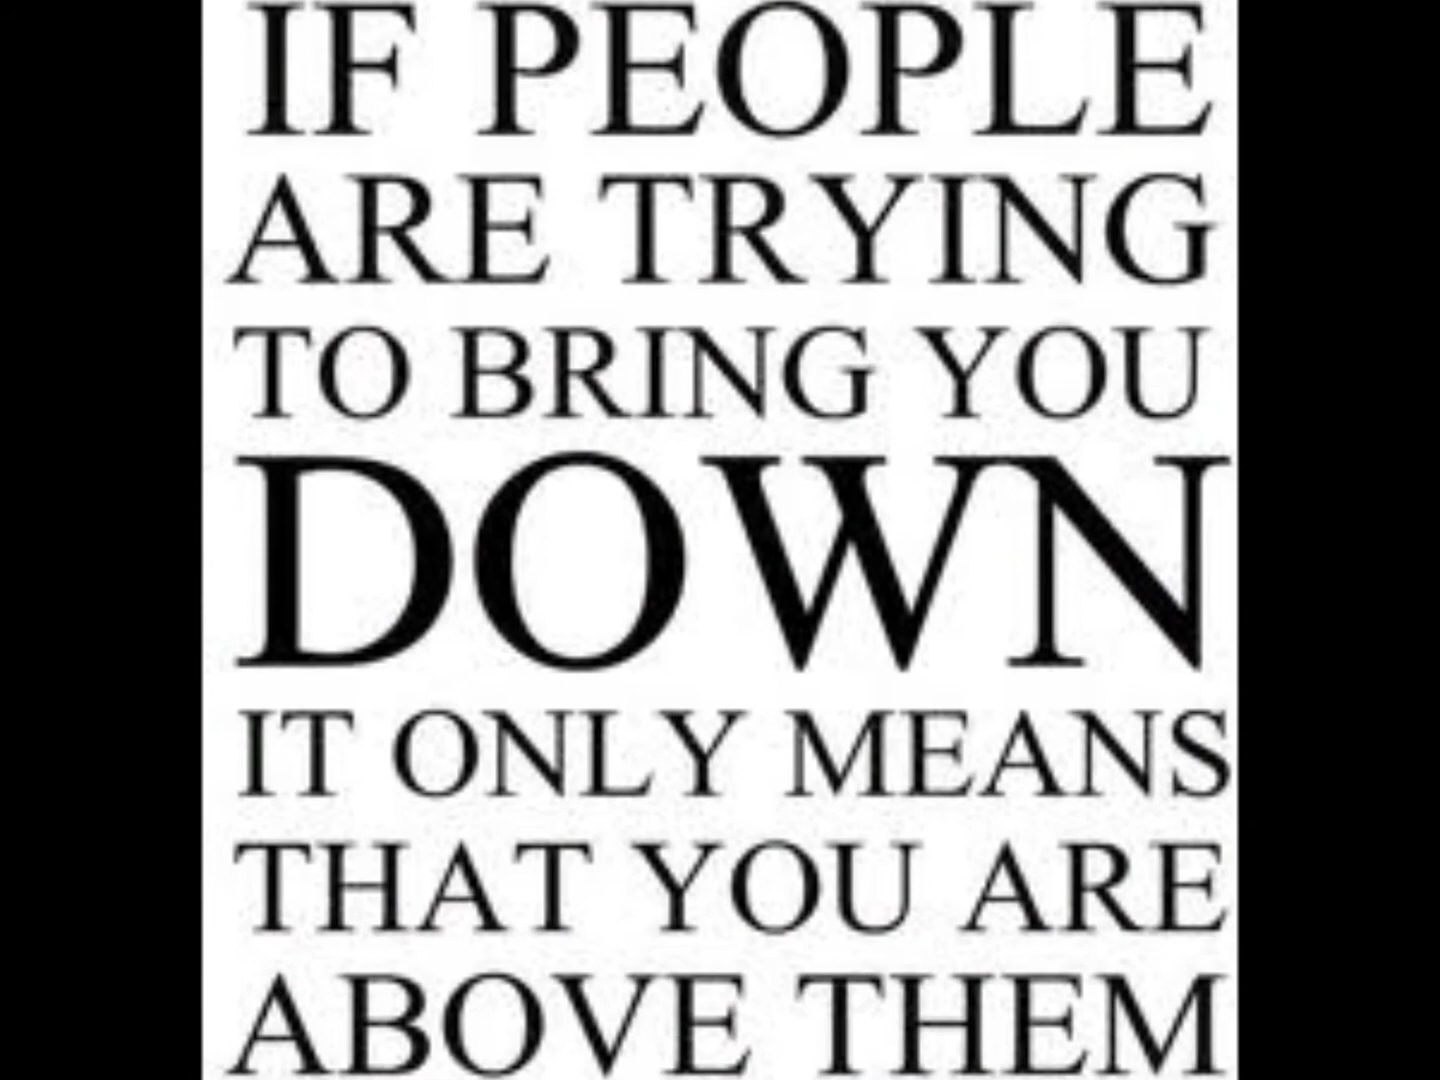 IF PEOPLE
ARE TRYING
TO BRING YOU
DOWN
IT ONLY MEANS
THAT YOU ARE
ABOVE THEM